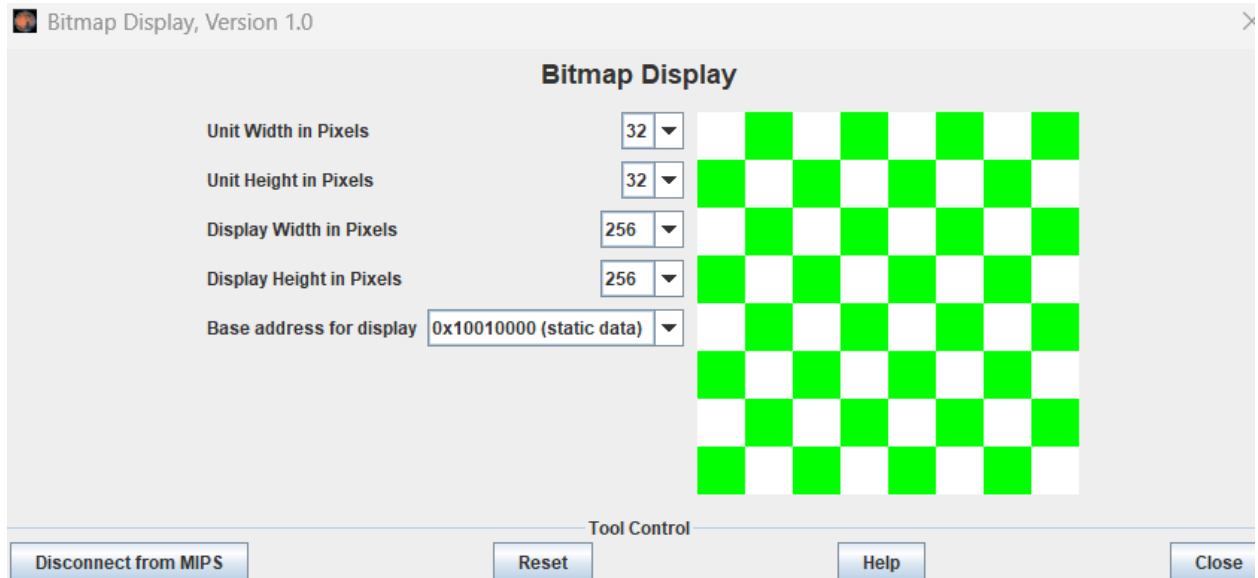 Bitmap Display, Version 1.0
Bitmap Display
Unit Width in Pixels 32
Unit Height in Pixels 32
Display Width in Pixels 256
Display Height in Pixels 256
Base address for display 0x10010000 (static data)
Tool Control
Disconnect from MIPS Reset Help Close